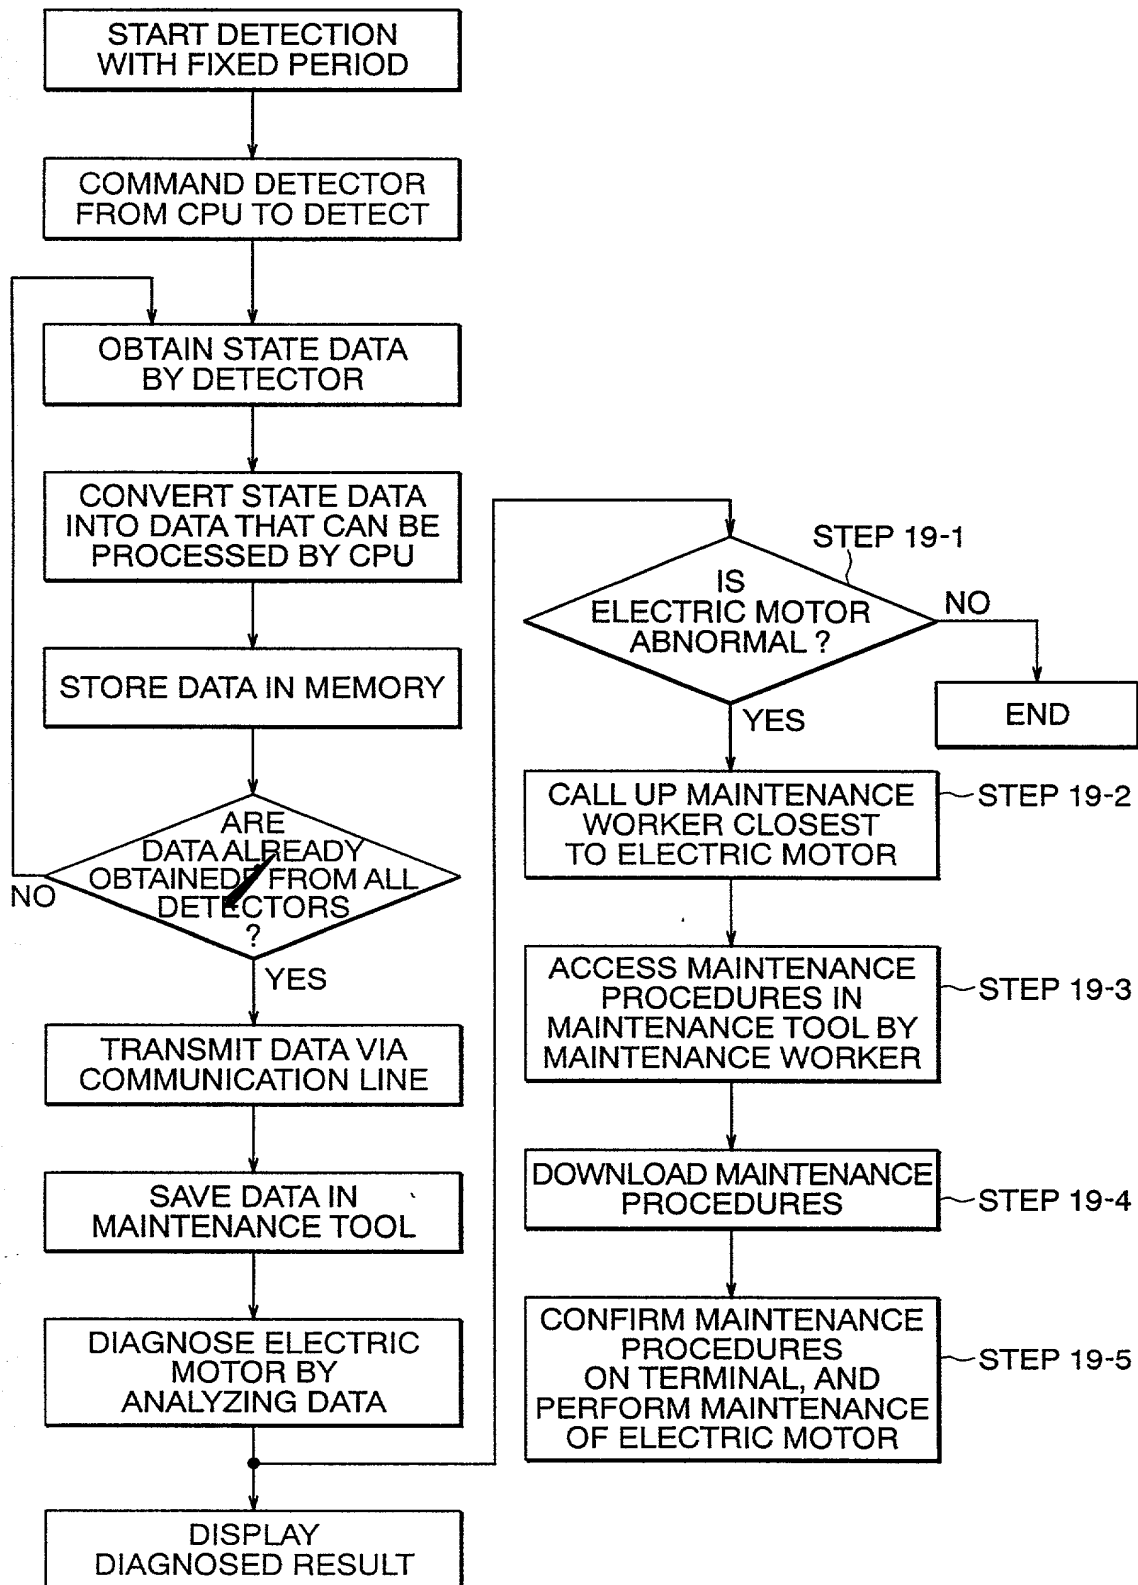 START DETECTION
WITH FIXED PERIOD
COMMAND DETECTOR
FROM CPU TO DETECT
OBTAIN STATE DATA
BY DETECTOR
CONVERT STATE DATA
INTO DATA THAT CAN BE
PROCESSED BY CPU
STORE DATA IN MEMORY
ARE
DATA ALREADY
OBTAINEDF FROM ALL
DETECTORS
?
NO
YES
TRANSMIT DATA VIA
COMMUNICATION LINE
SAVE DATA IN
MAINTENANCE TOOL
DIAGNOSE ELECTRIC
MOTOR BY
ANALYZING DATA
DISPLAY
DIAGNOSED RESULT
STEP 19-1
IS
ELECTRIC MOTOR
ABNORMAL ?
NO
END
YES
CALL UP MAINTENANCE
WORKER CLOSEST
TO ELECTRIC MOTOR
STEP 19-2
ACCESS MAINTENANCE
PROCEDURES IN
MAINTENANCE TOOL BY
MAINTENANCE WORKER
STEP 19-3
DOWNLOAD MAINTENANCE
PROCEDURES
STEP 19-4
CONFIRM MAINTENANCE
PROCEDURES
ON TERMINAL, AND
PERFORM MAINTENANCE
OF ELECTRIC MOTOR
STEP 19-5